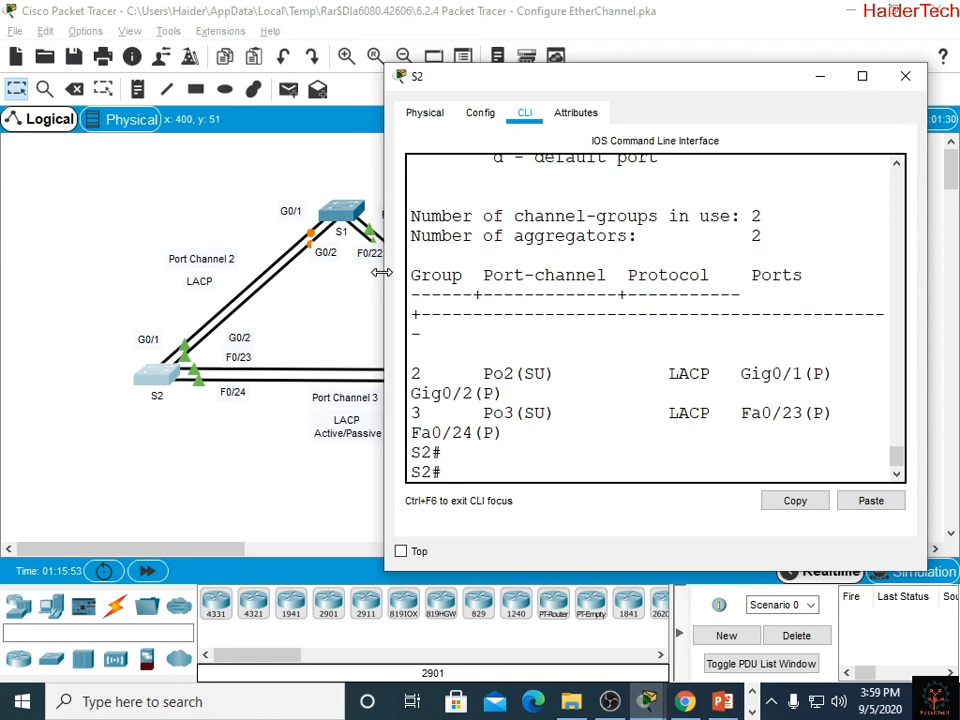 Cisco Packet Tracer - C:\Users\Haider\AppData\Local\Temp\Rar$DIa6080.42606\6.2.4 Packet Tracer - Configure EtherChannel.pka
HaiderTech
File Edit Options View Tools Extensions Help
?
Logical
Physical x: 400, y: 51
:01:30
S2
Physical Config CLI Attributes
IOS Command Line Interface
d - default port
Number of channel-groups in use: 2
Number of aggregators: 2
Group Port-channel Protocol Ports
------+-------------+-----------
+---------------------------------------------
-
2 Po2(SU) LACP Gig0/1(P)
Gig0/2(P)
3 Po3(SU) LACP Fa0/23(P)
Fa0/24(P)
S2#
S2#
Ctrl+F6 to exit CLI focus
Copy
Paste
Top
G0/1
S1
G0/2
F0/22
Port Channel 2
LACP
G0/1
G0/2
F0/23
S2
F0/24
Port Channel 3
LACP
Active/Passive
Time: 01:15:53
Realtime
Simulation
4331 4321 1941 2901 2911 819IOX 819HGW 829 1240 PT-Router PT-Empty 1841 2620
2901
Scenario 0
New
Delete
Toggle PDU List Window
Fire
Last Status
Type here to search
3:59 PM
9/5/2020